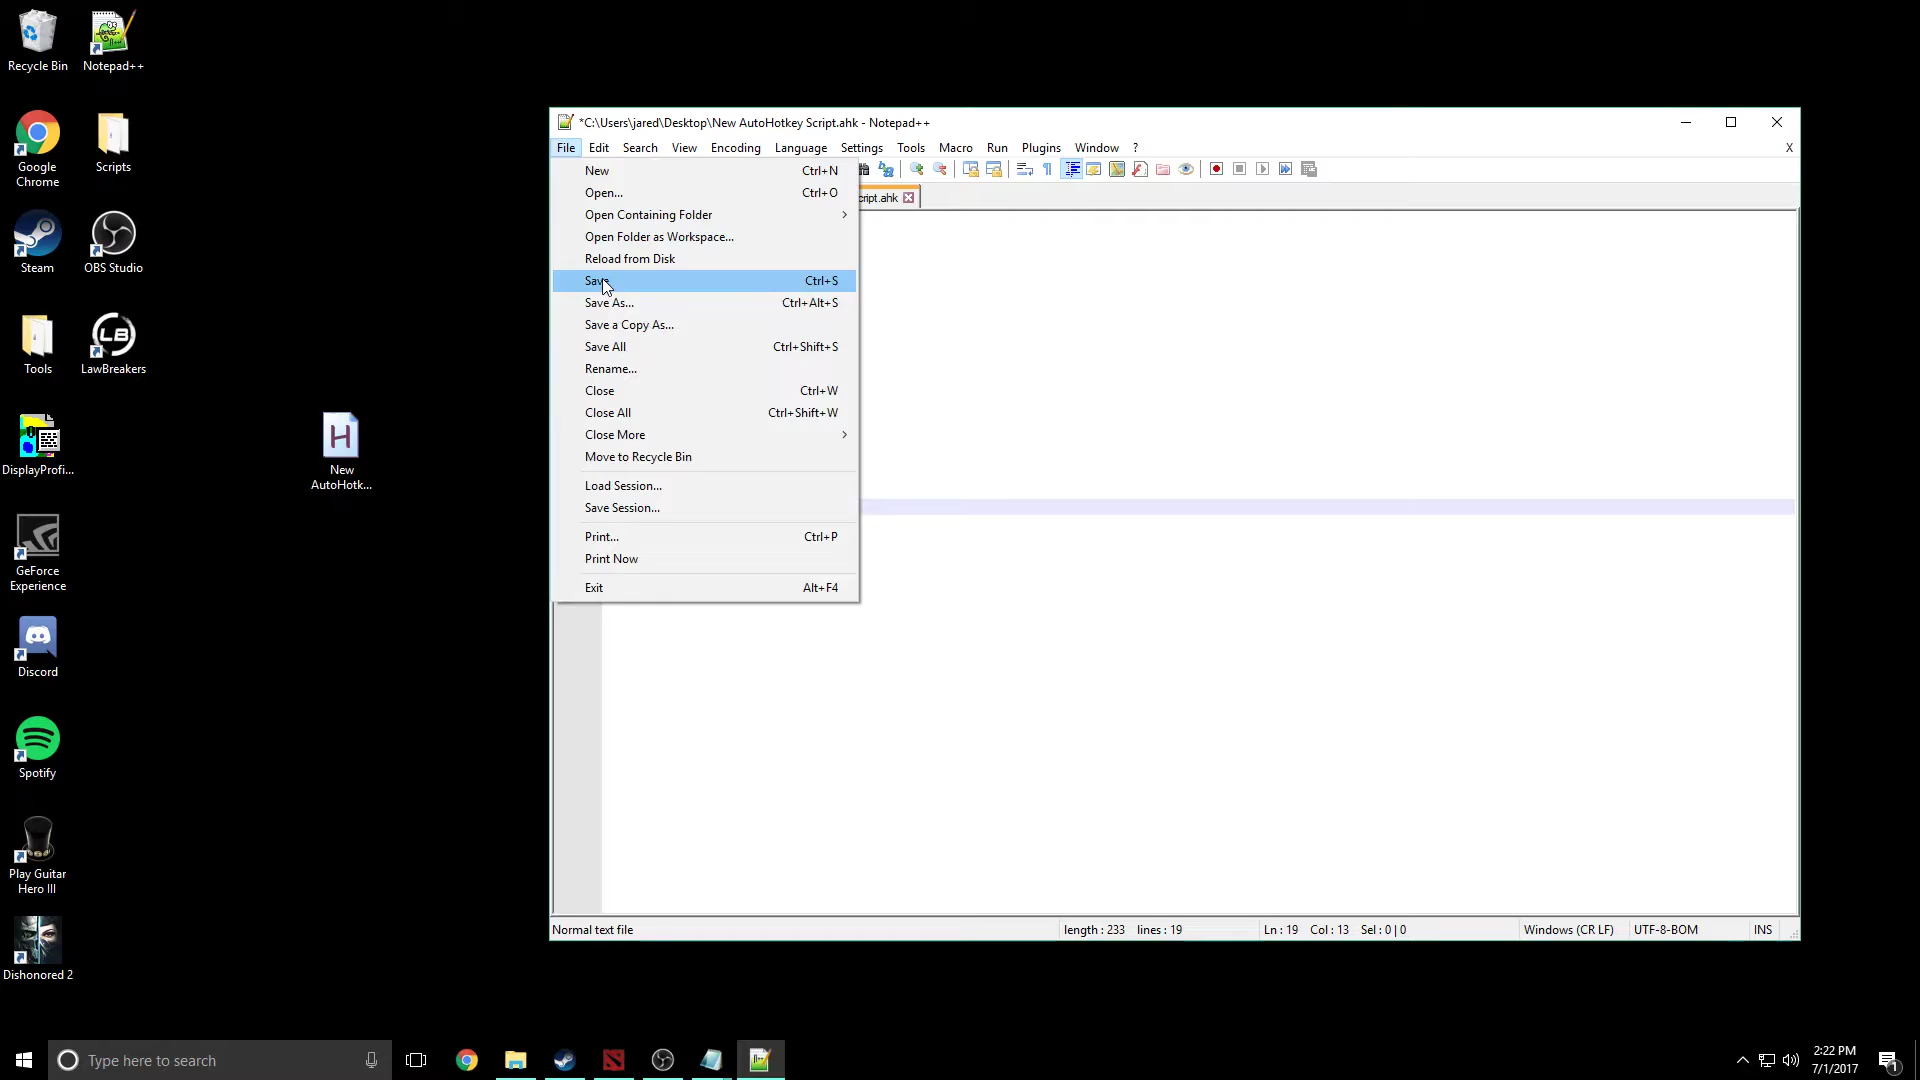 Recycle Bin
Notepad++
Google
Chrome
Scripts
Steam
OBS Studio
Tools
LB
LawBreakers
DisplayProfi...
H
New
AutoHotk...
GeForce
Experience
Discord
Spotify
Play Guitar
Hero III
Dishonored 2
*C:\Users\jared\Desktop\New AutoHotkey Script.ahk - Notepad++
File Edit Search View Encoding Language Settings Tools Macro Run Plugins Window ? X
cript.ahk
New Ctrl+N
Open... Ctrl+O
Open Containing Folder
Open Folder as Workspace...
Reload from Disk
Save Ctrl+S
Save As... Ctrl+Alt+S
Save a Copy As...
Save All Ctrl+Shift+S
Rename...
Close Ctrl+W
Close All Ctrl+Shift+W
Close More
Move to Recycle Bin
Load Session...
Save Session...
Print... Ctrl+P
Print Now
Exit Alt+F4
Normal text file length : 233 lines : 19 Ln : 19 Col : 13 Sel : 0 | 0 Windows (CR LF) UTF-8-BOM INS
Type here to search
2:22 PM
7/1/2017
1